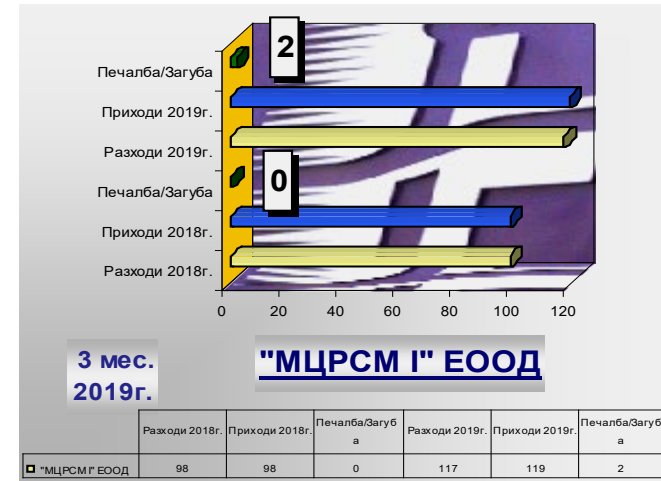 2
Печалба/Загуба
Приходи 2019г.
Разходи 2019г.
Печалба/Загуба
0
Приходи 2018г.
Разходи 2018г.
0 20 40 60 80 100 120
3 мес.
2019г.
"МЦРСМ I" ЕООД
Разходи 2018г. Приходи 2018г. Печалба/Загуб
а Разходи 2019г. Приходи 2019г. Печалба/Загуб
а
"МЦРСМ I" ЕООД 98 98 0 117 119 2